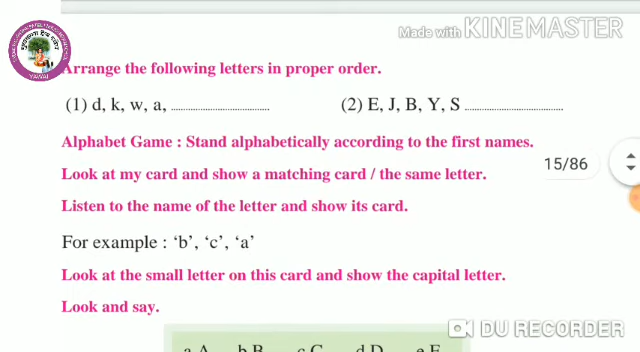 Made with KINEMASTER
Arrange the following letters in proper order.
(1) d, k, w, a, ........................................
(2) E, J, B, Y, S ........................................
Alphabet Game : Stand alphabetically according to the first names.
15/86
Look at my card and show a matching card / the same letter.
Listen to the name of the letter and show its card.
For example : ‘b’, ‘c’, ‘a’
Look at the small letter on this card and show the capital letter.
Look and say.
DU RECORDER
a A b B c C d D e E